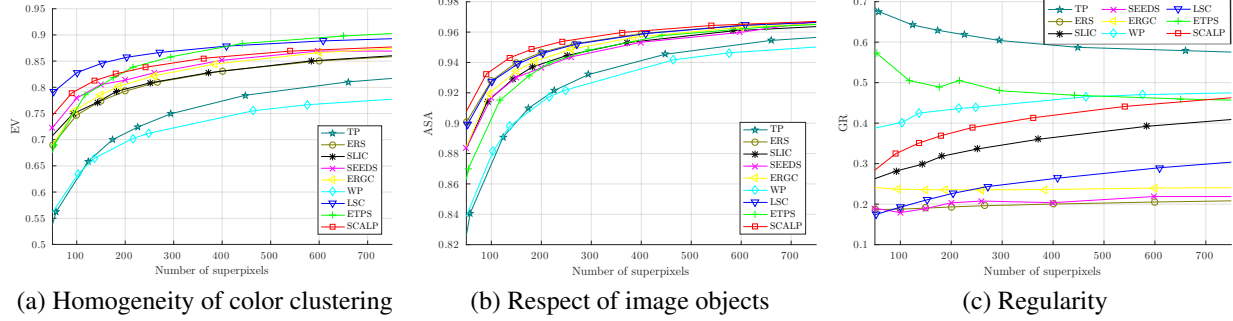 0.95
0.9
0.85
0.8
0.75
0.7
0.65
0.6
0.55
0.5
EV
100 200 300 400 500 600 700
Number of superpixels
TP
ERS
SLIC
SEEDS
ERGC
WP
LSC
ETPS
SCALP
(a) Homogeneity of color clustering
0.98
0.96
0.94
0.92
0.9
0.88
0.86
0.84
0.82
ASA
100 200 300 400 500 600 700
Number of superpixels
TP
ERS
SLIC
SEEDS
ERGC
WP
LSC
ETPS
SCALP
(b) Respect of image objects
0.7
0.6
0.5
0.4
0.3
0.2
0.1
GR
100 200 300 400 500 600 700
Number of superpixels
TP SEEDS LSC
ERS ERGC ETPS
SLIC WP SCALP
(c) Regularity